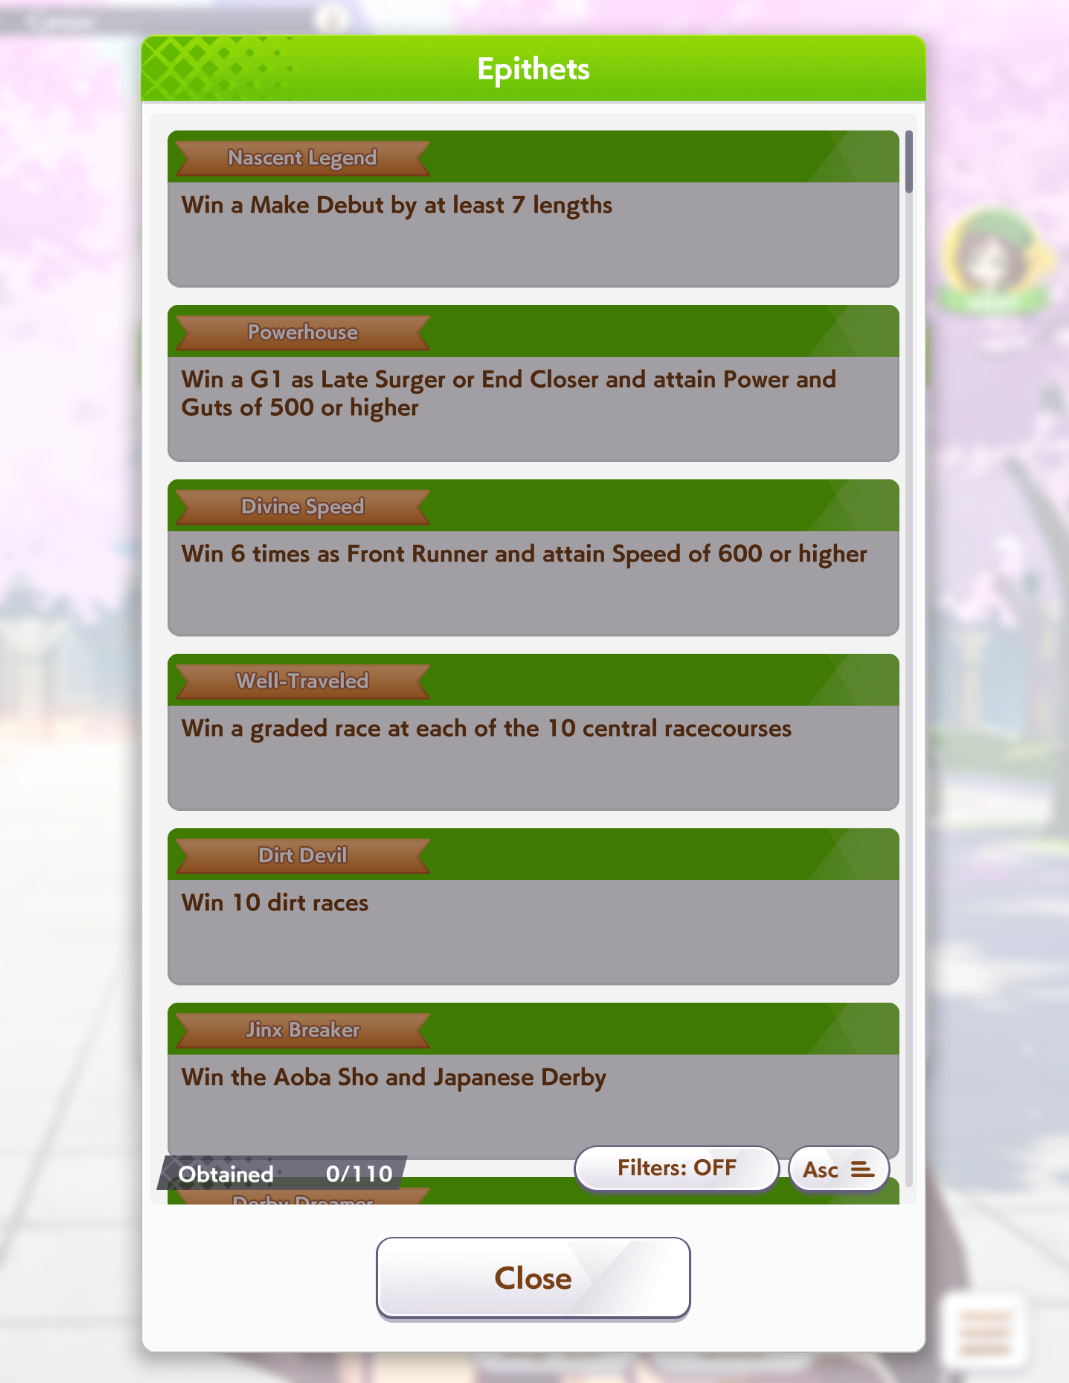 Epithets
Nascent Legend
Win a Make Debut by at least 7 lengths
Powerhouse
Win a G1 as Late Surger or End Closer and attain Power and
Guts of 500 or higher
Divine Speed
Win 6 times as Front Runner and attain Speed of 600 or higher
Well-Traveled
Win a graded race at each of the 10 central racecourses
Dirt Devil
Win 10 dirt races
Jinx Breaker
Win the Aoba Sho and Japanese Derby
Obtained 0/110
Filters: OFF
Asc
Derby Dreamer
Close